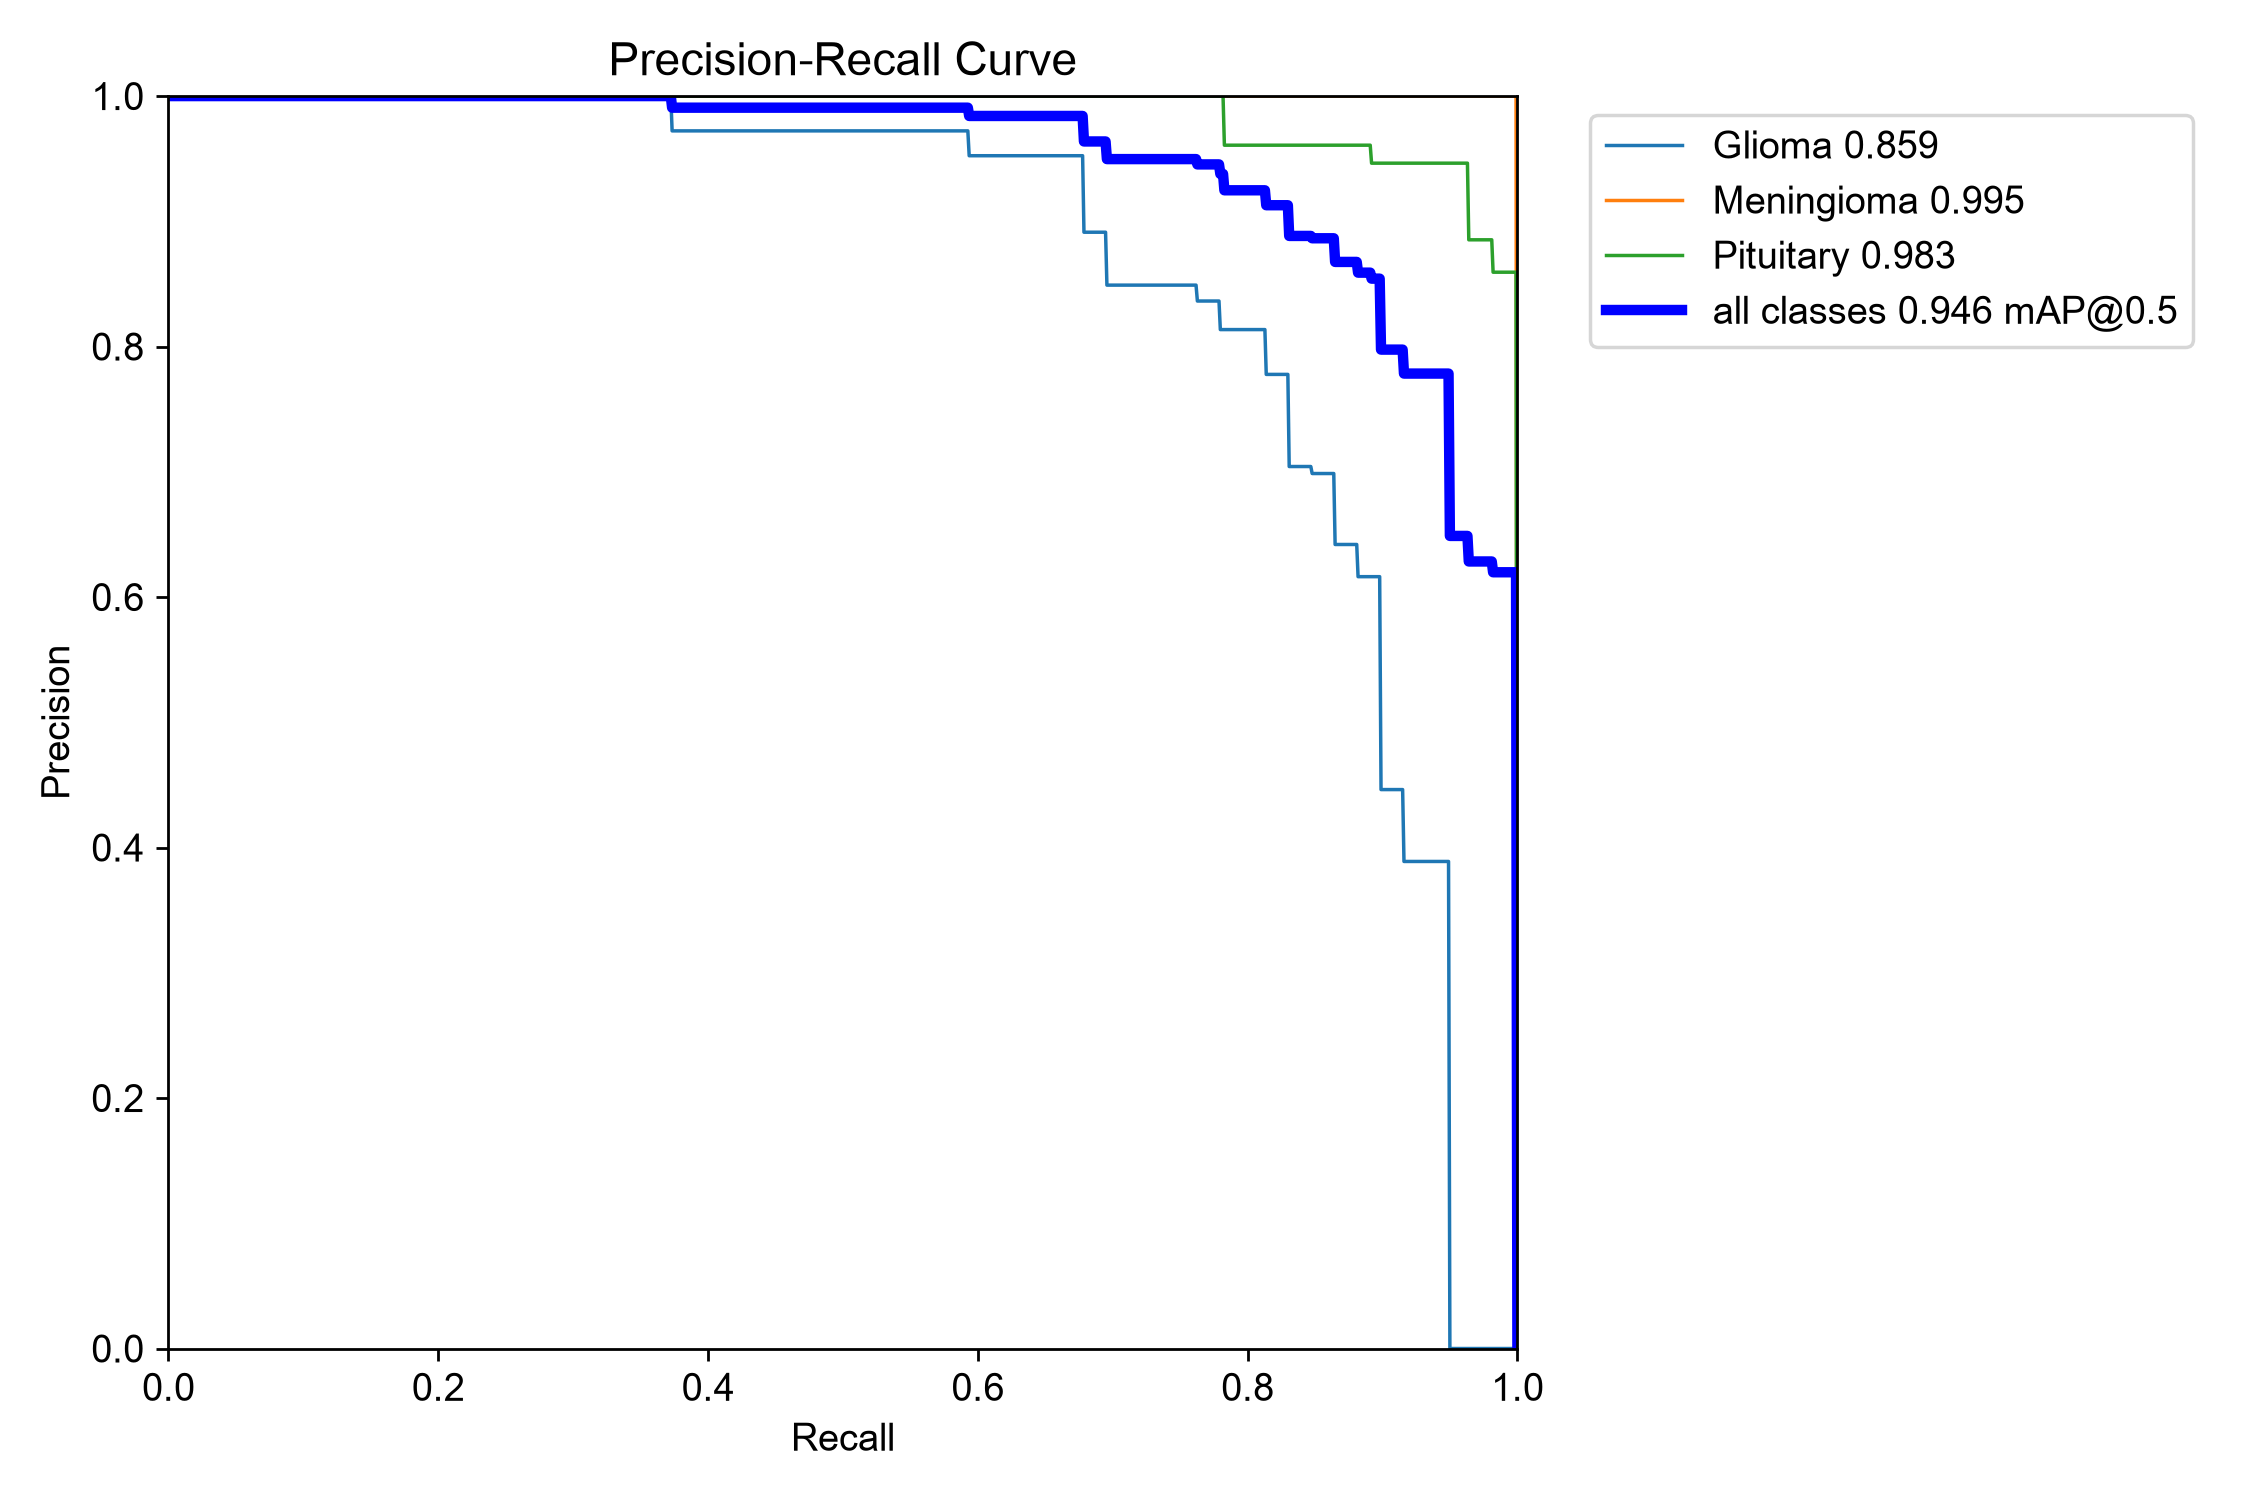 Precision-Recall Curve
1.0
0.8
0.6
0.4
0.2
0.0
Precision
0.0 0.2 0.4 0.6 0.8 1.0
Recall
Glioma 0.859
Meningioma 0.995
Pituitary 0.983
all classes 0.946 mAP@0.5